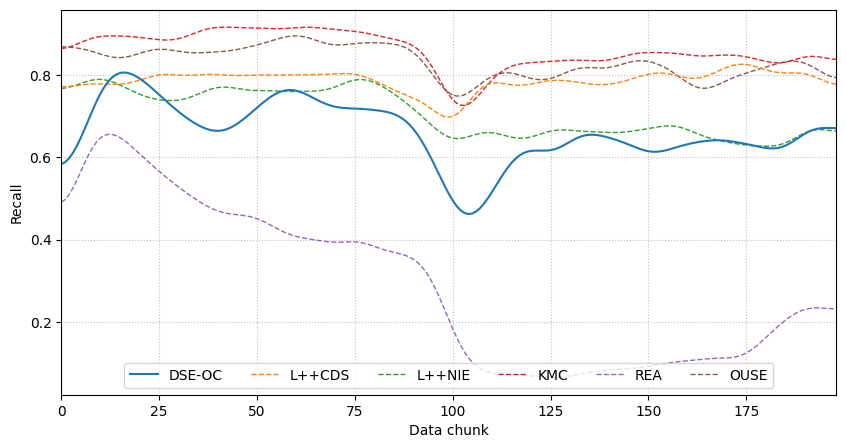 Recall
0.8
0.6
0.4
0.2
DSE-OC L++CDS L++NIE KMC REA OUSE
0 25 50 75 100 125 150 175
Data chunk